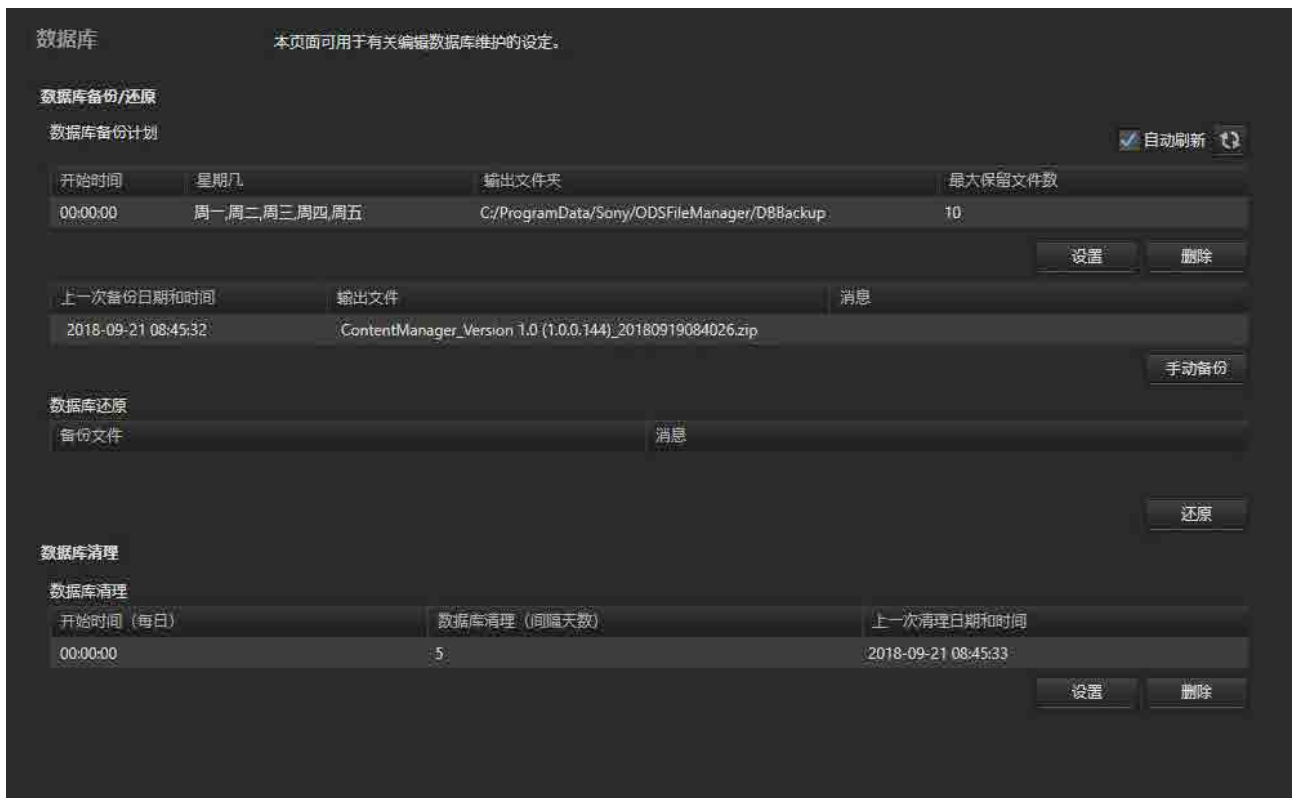 数据库 本页面可用于有关编辑数据库维护的设定。
数据库备份/还原
数据库备份计划
自动刷新
开始时间 星期几 输出文件夹 最大保留文件数
00:00:00 周一,周二,周三,周四,周五 C:/ProgramData/Sony/ODSFileManager/DBBackup 10
设置 删除
上一次备份日期和时间 输出文件 消息
2018-09-21 08:45:32 ContentManager_Version 1.0 (1.0.0.144)_20180919084026.zip
手动备份
数据库还原
备份文件 消息
还原
数据库清理
数据库清理
开始时间（每日） 数据库清理（间隔天数） 上一次清理日期和时间
00:00:00 5 2018-09-21 08:45:33
设置 删除